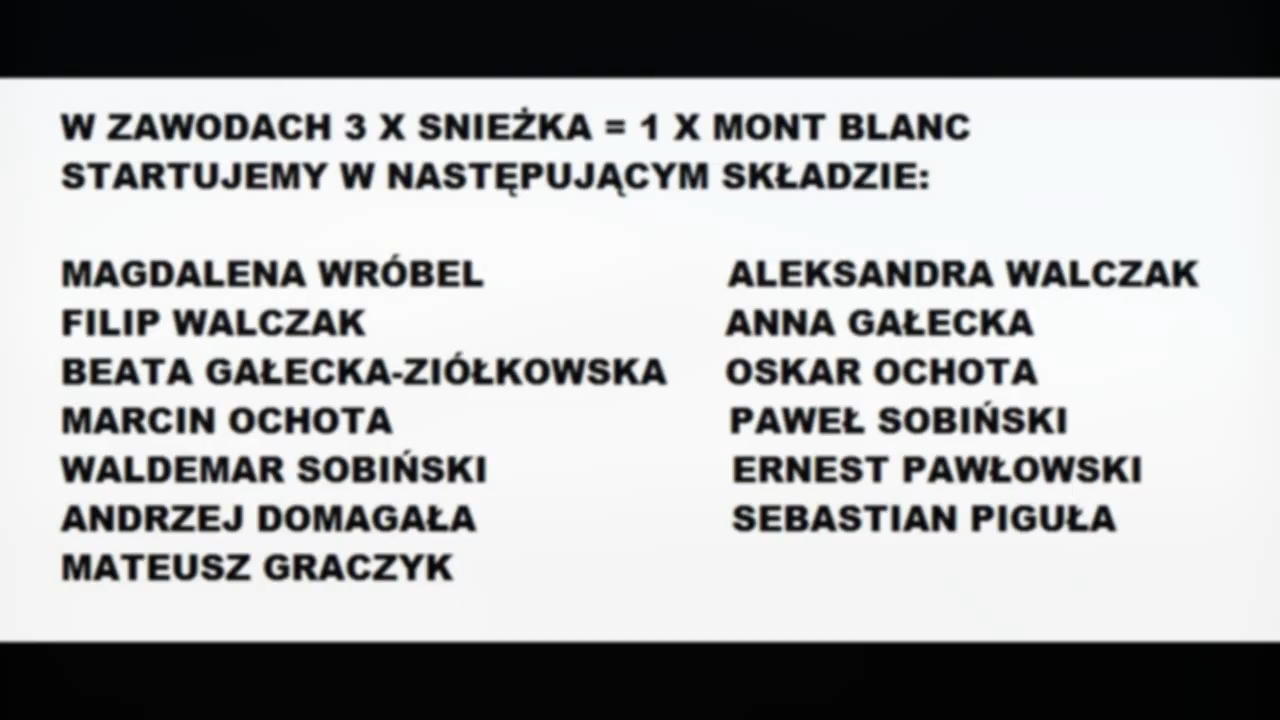 W ZAWODACH 3 X SNIEŻKA = 1 X MONT BLANC
STARTUJEMY W NASTĘPUJĄCYM SKŁADZIE:
MAGDALENA WRÓBEL ALEKSANDRA WALCZAK
FILIP WALCZAK ANNA GAŁECKA
BEATA GAŁECKA-ZIÓŁKOWSKA OSKAR OCHOTA
MARCIN OCHOTA PAWEŁ SOBIŃSKI
WALDEMAR SOBIŃSKI ERNEST PAWŁOWSKI
ANDRZEJ DOMAGAŁA SEBASTIAN PIGUŁA
MATEUSZ GRACZYK